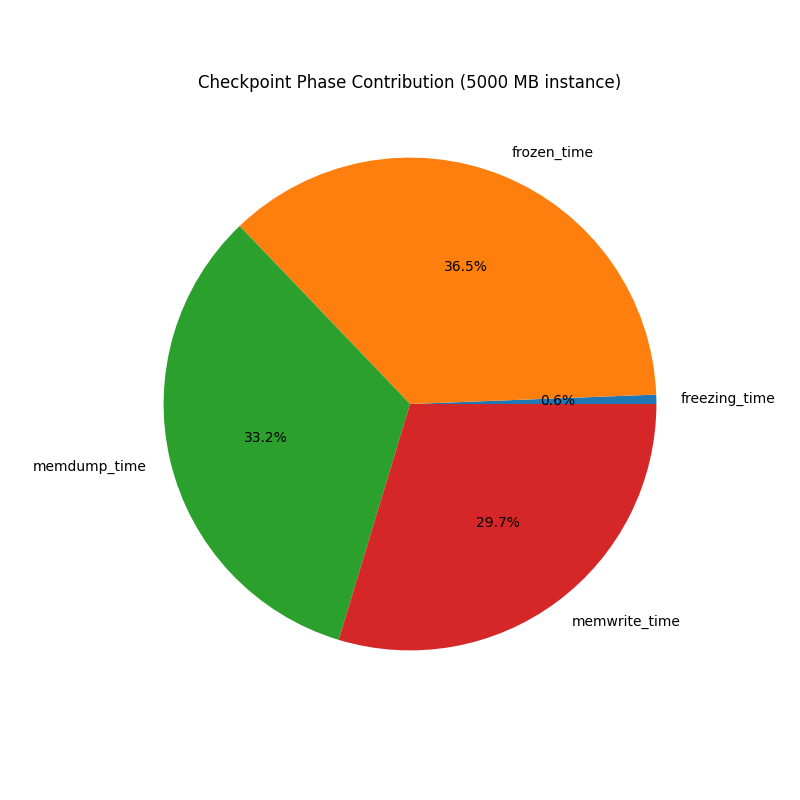 Checkpoint Phase Contribution (5000 MB instance)
frozen_time
36.5%
0.6%
freezing_time
33.2%
memdump_time
29.7%
memwrite_time